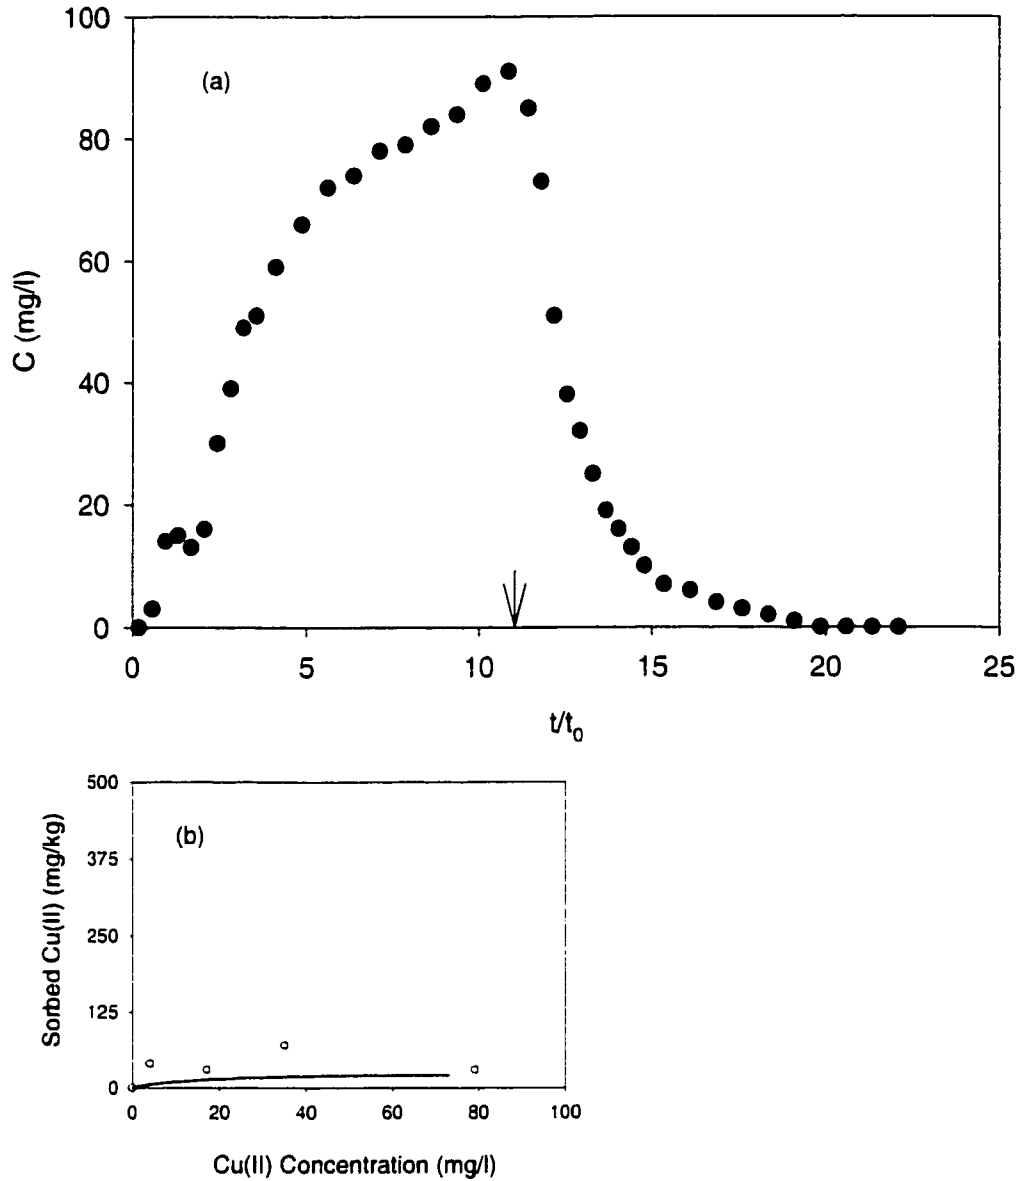 100
(a)
80
60
C (mg/l)
40
20
0
0 5 10 15 20 25
t/t₀
500
(b)
375
Sorbed Cu(II) (mg/kg)
250
125
0
0 20 40 60 80 100
Cu(II) Concentration (mg/l)